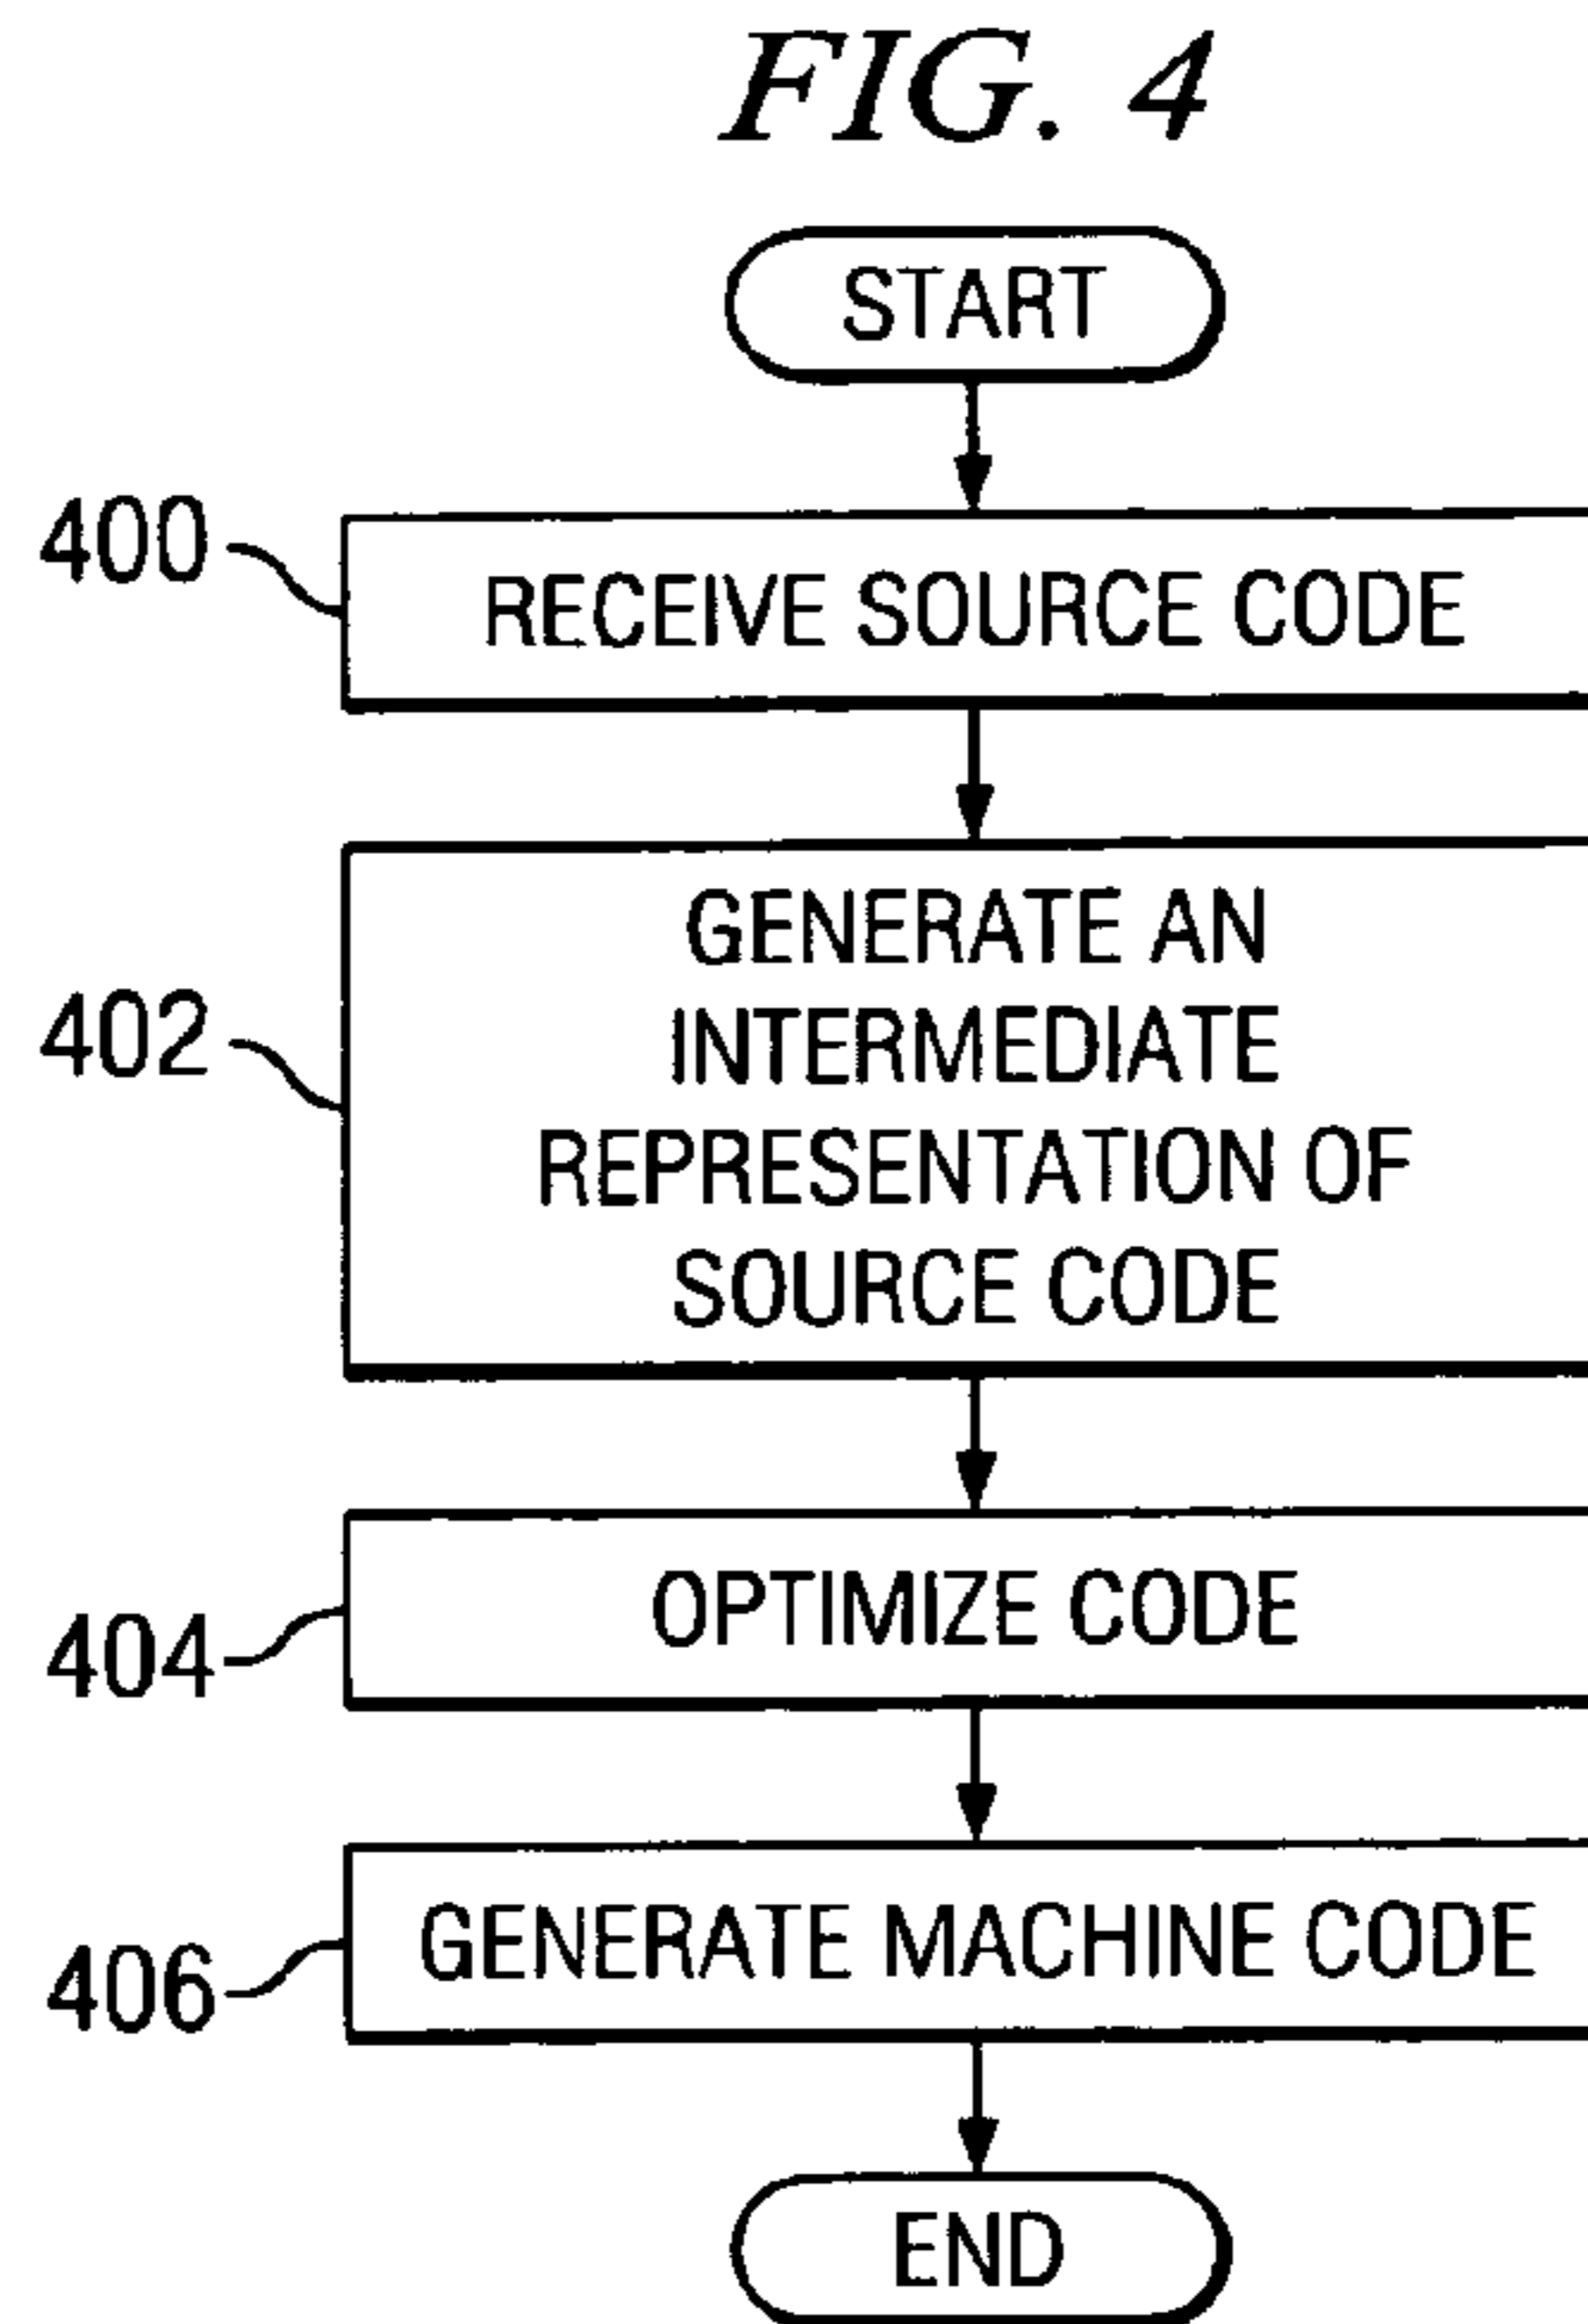 FIG. 4
START
400
RECEIVE SOURCE CODE
402
GENERATE AN
INTERMEDIATE
REPRESENTATION OF
SOURCE CODE
404
OPTIMIZE CODE
406
GENERATE MACHINE CODE
END